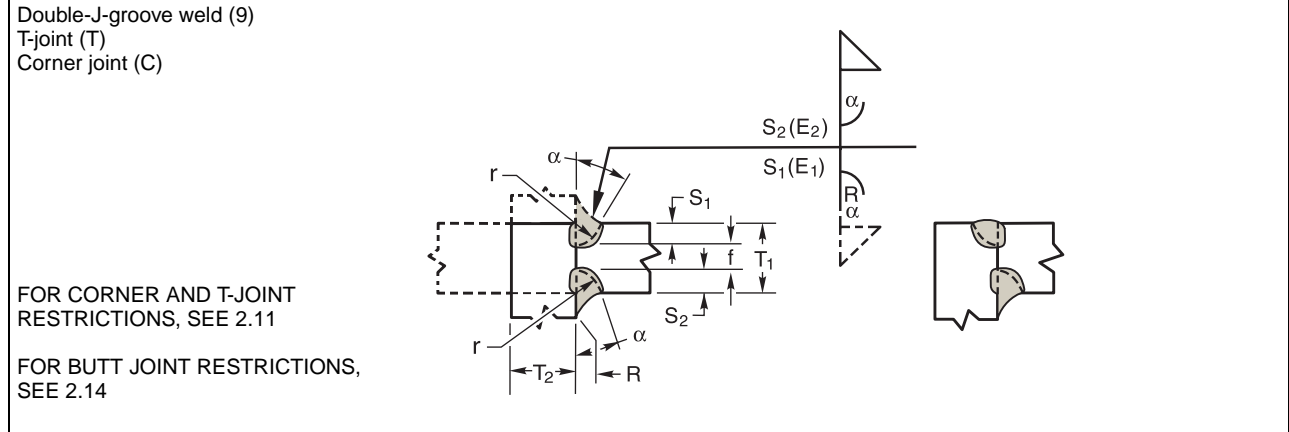 Double-J-groove weld (9)
T-joint (T)
Corner joint (C)
α
S₂(E₂)
S₁(E₁)
R
α
α
r
S₁
f
T₁
S₂
r
α
T₂
R
FOR CORNER AND T-JOINT
RESTRICTIONS, SEE 2.11
FOR BUTT JOINT RESTRICTIONS,
SEE 2.14